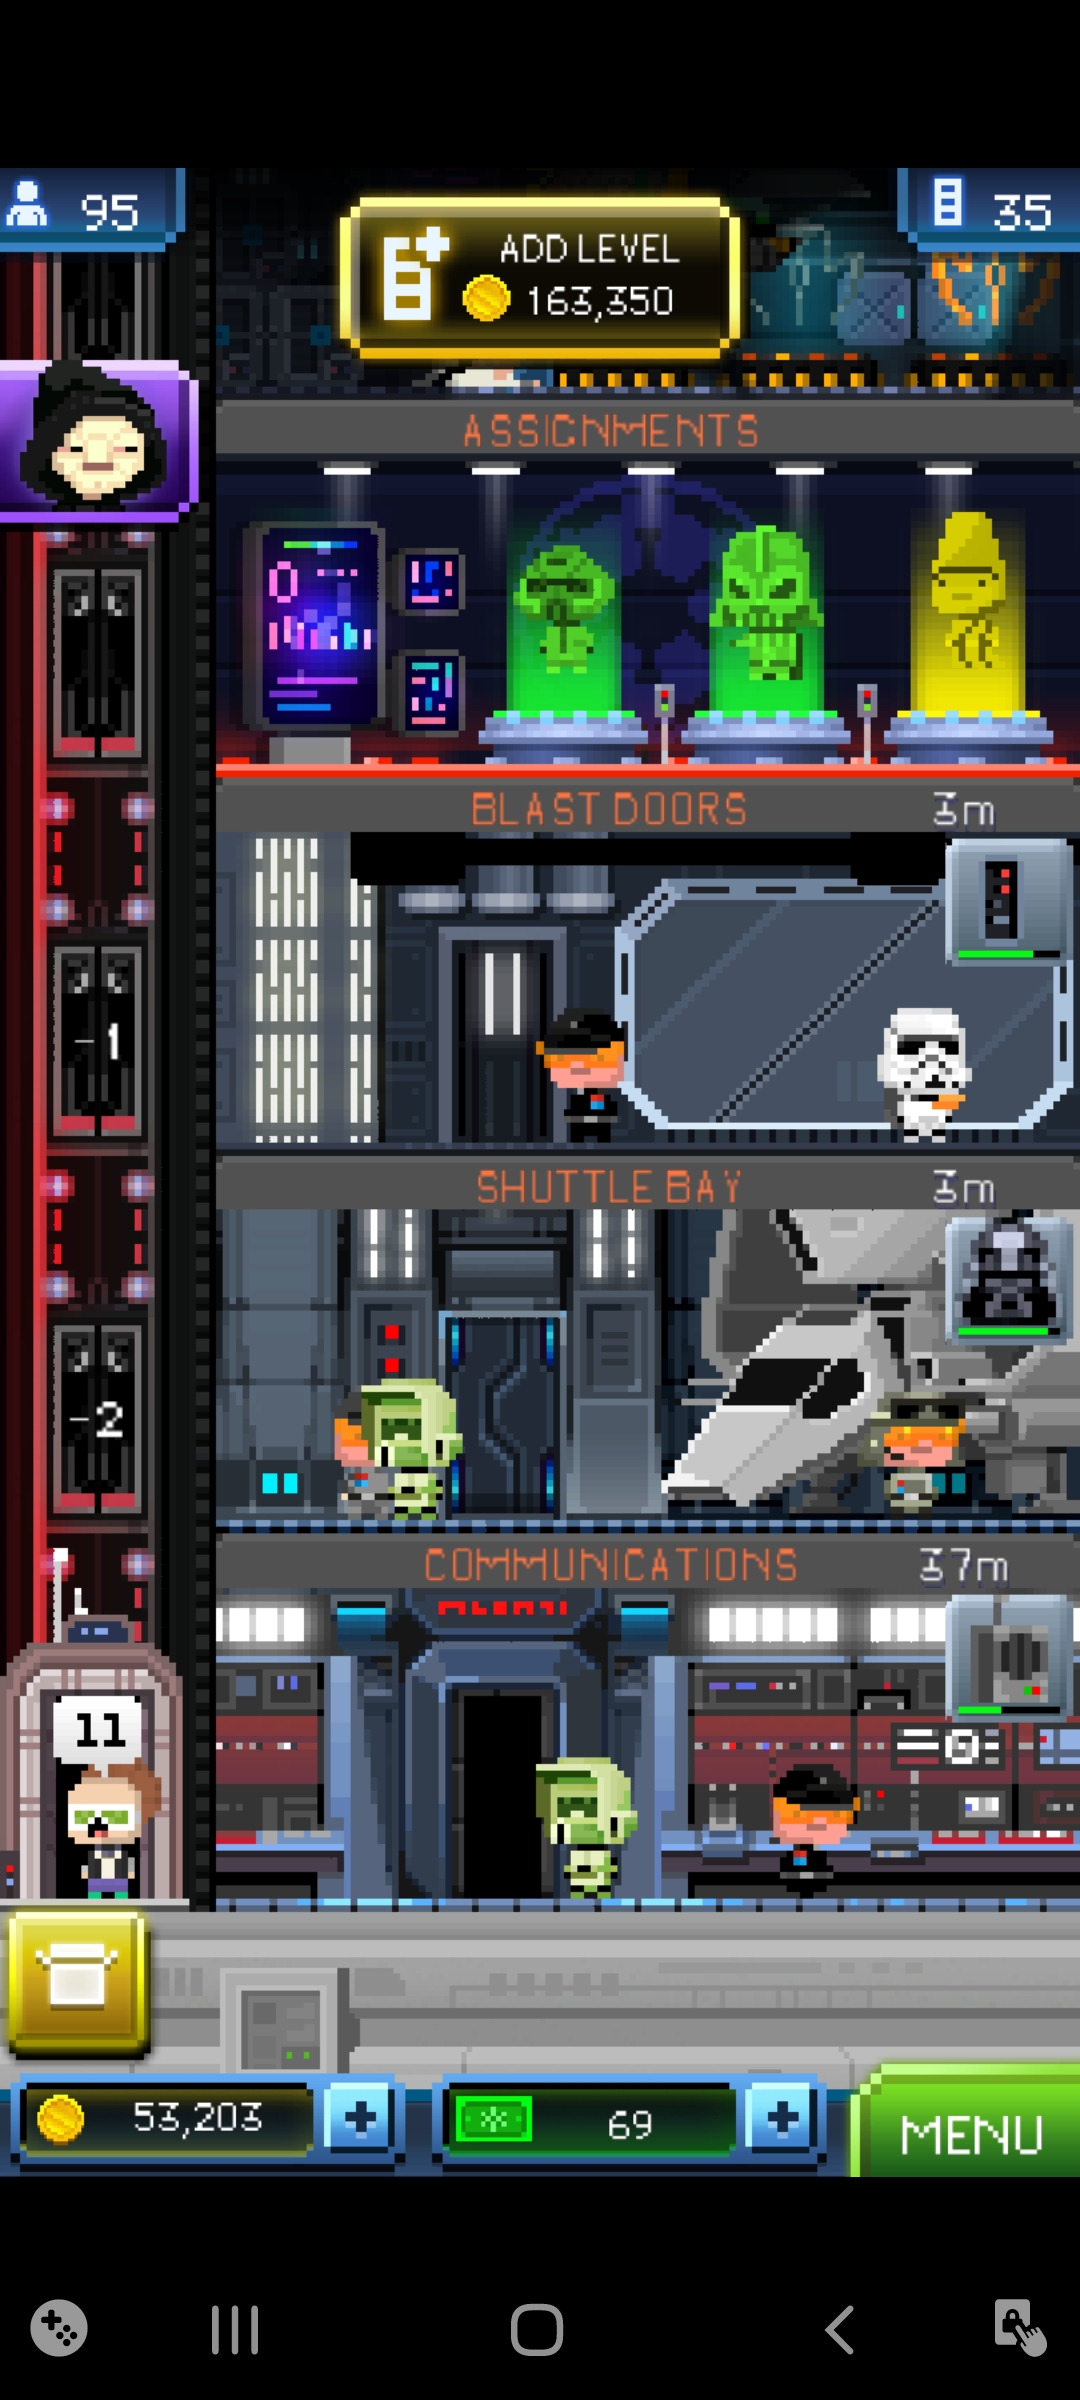 95
ADD LEVEL
163,350
35
ASSIGNMENTS
BLAST DOORS 3m
-1
SHUTTLE BAY 3m
-2
COMMUNICATIONS 37m
11
53,203
69
MENU